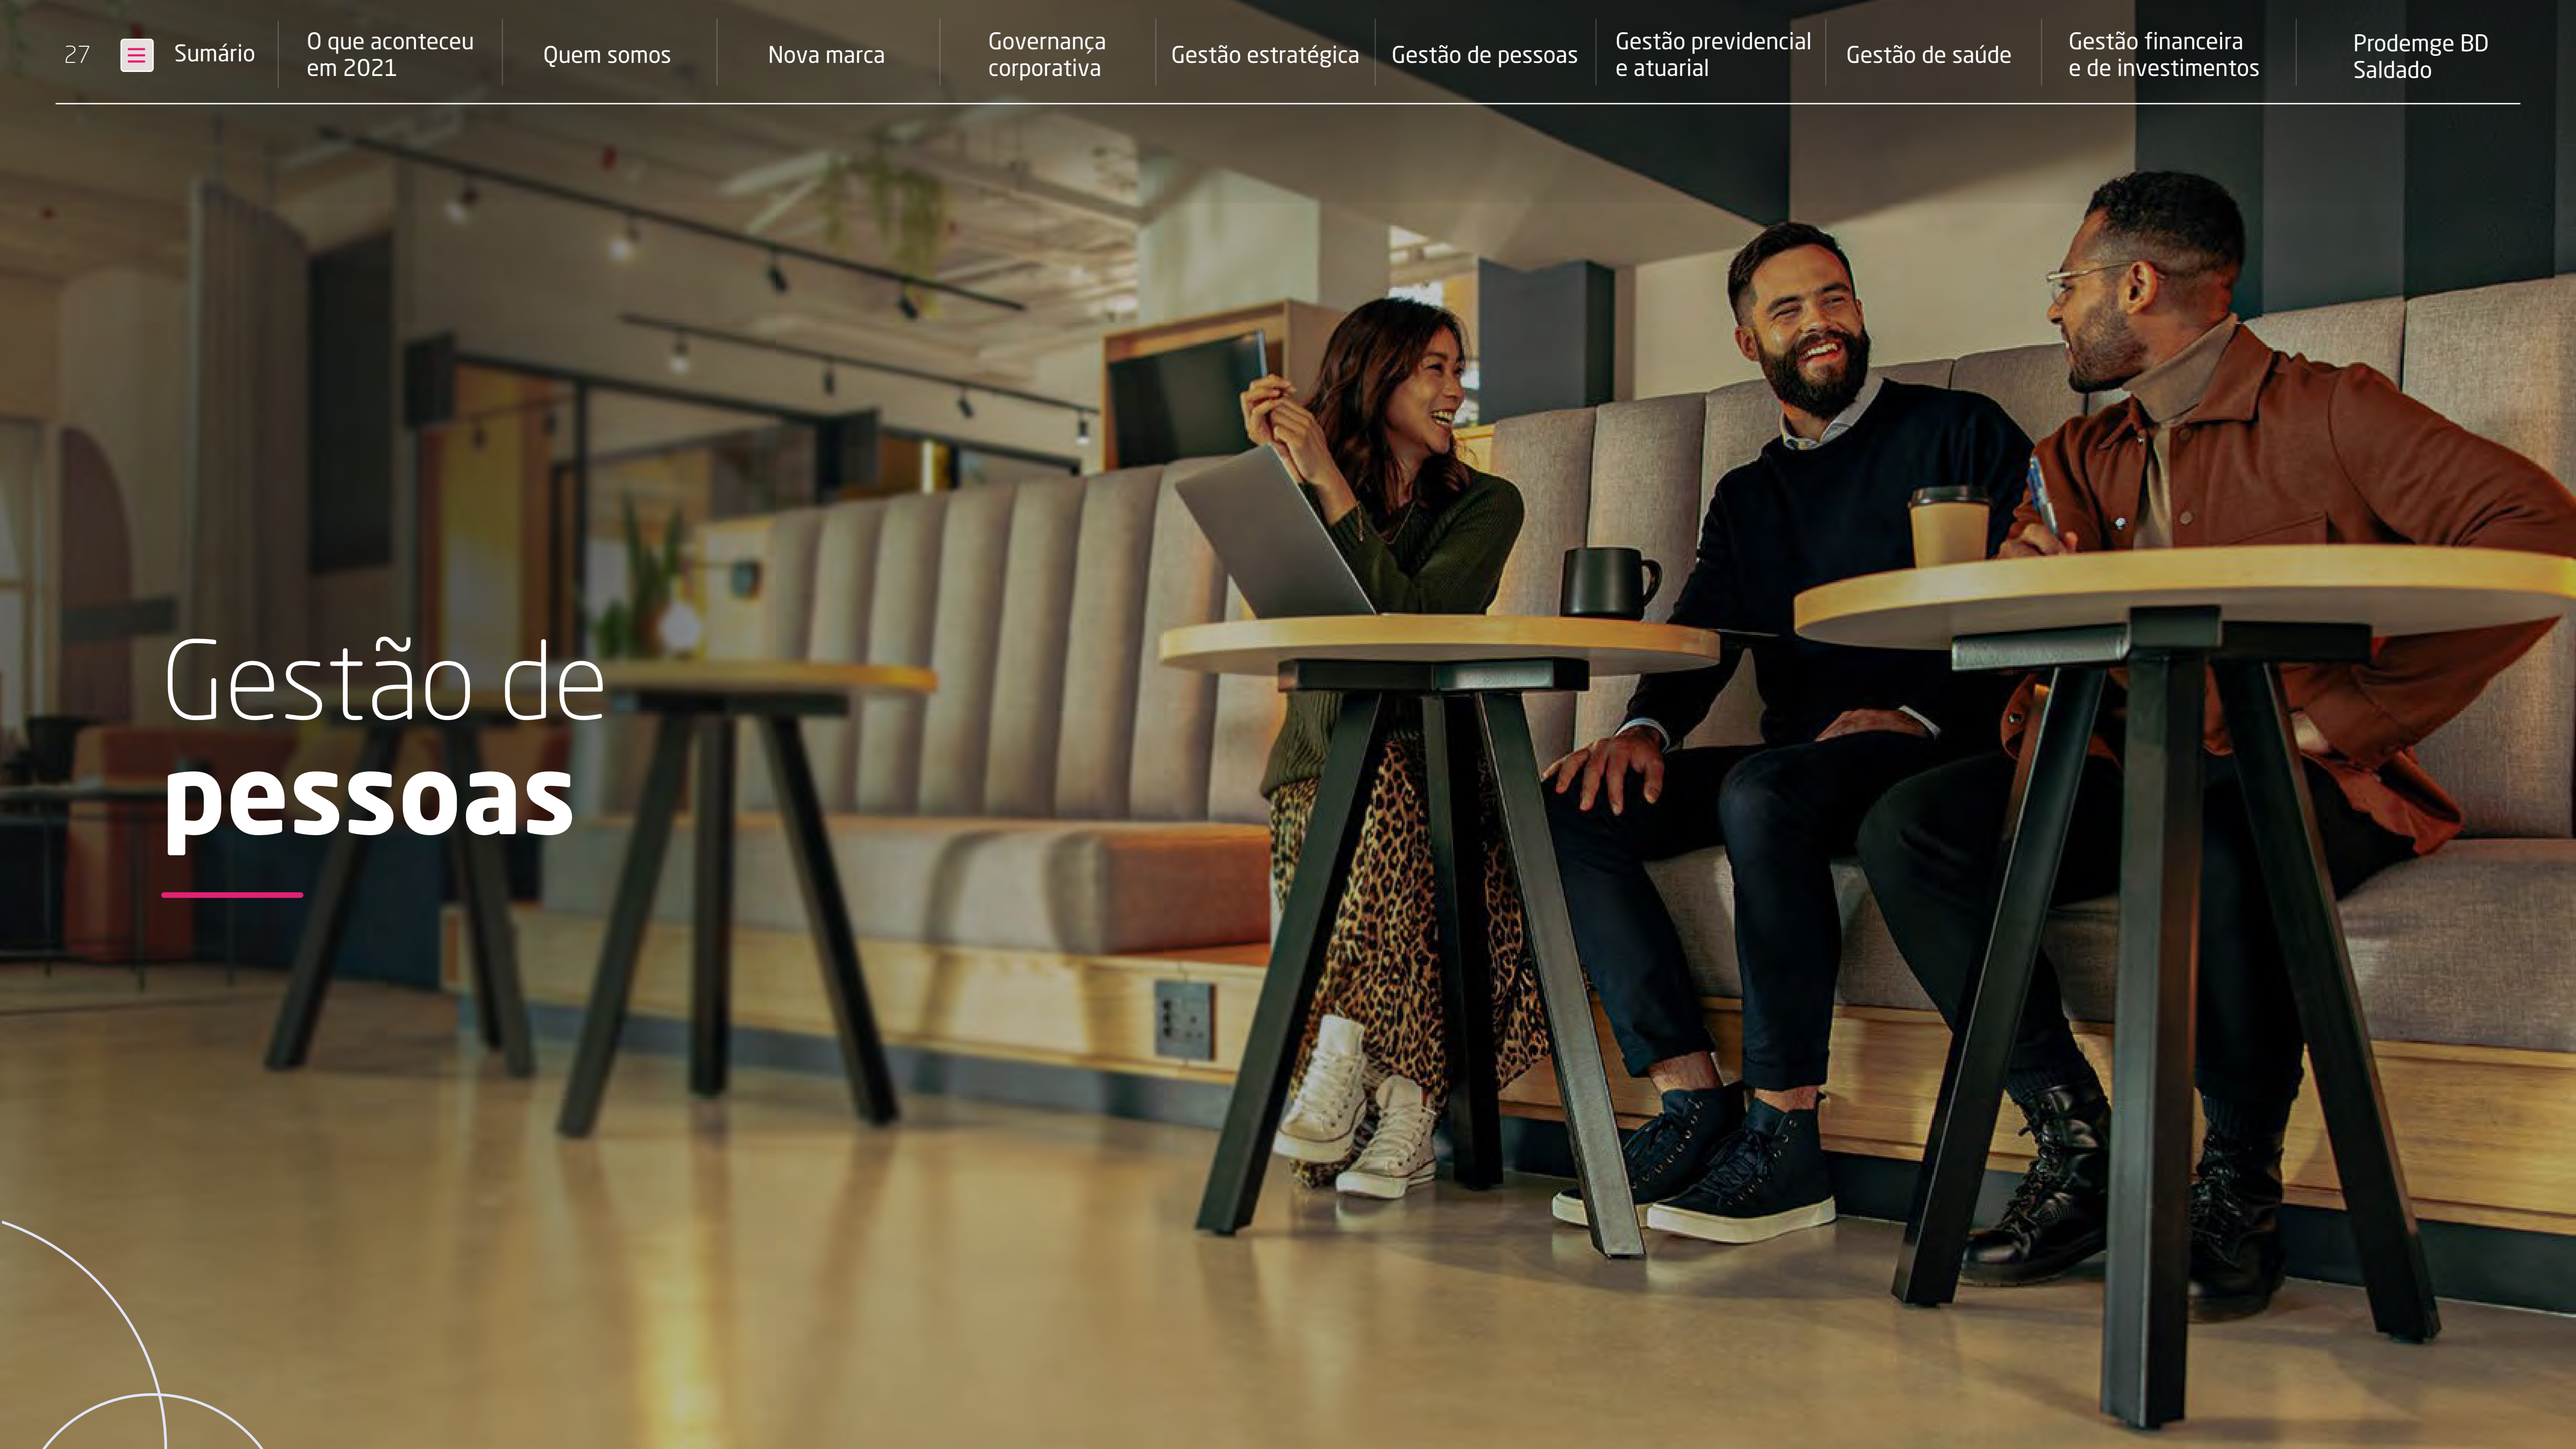 27
Sumário
O que aconteceu
em 2021
Quem somos
Nova marca
Governança
corporativa
Gestão estratégica
Gestão de pessoas
Gestão previdencial
e atuarial
Gestão de saúde
Gestão financeira
e de investimentos
Prodemge BD
Saldado
Gestão de
pessoas